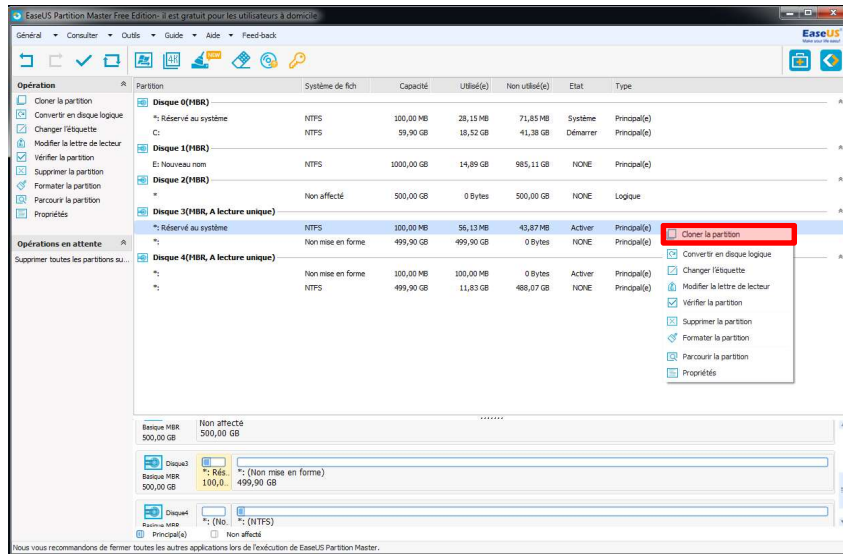 EaseUS Partition Master Free Edition- il est gratuit pour les utilisateurs à domicile
Général Consulter Outils Guide Aide Feed-back
EaseUS
Make your life easy!
Opération
Cloner la partition
Convertir en disque logique
Changer l'étiquette
Modifier la lettre de lecteur
Vérifier la partition
Supprimer la partition
Formater la partition
Parcourir la partition
Propriétés
Opérations en attente
Supprimer toutes les partitions su...
Partition Système de fich Capacité Utilisé(e) Non utilisé(e) Etat Type
Disque 0(MBR)
*: Réservé au système NTFS 100,00 MB 28,15 MB 71,85 MB Système Principal(e)
C: NTFS 59,90 GB 18,52 GB 41,38 GB Démarrer Principal(e)
Disque 1(MBR)
E: Nouveau nom NTFS 1000,00 GB 14,89 GB 985,11 GB NONE Principal(e)
Disque 2(MBR)
* Non affecté 500,00 GB 0 Bytes 500,00 GB NONE Logique
Disque 3(MBR, A lecture unique)
*: Réservé au système NTFS 100,00 MB 56,13 MB 43,87 MB Activer Principal(e)
*: Non mise en forme 499,90 GB 499,90 GB 0 Bytes NONE Principal(e)
Disque 4(MBR, A lecture unique)
*: Non mise en forme 100,00 MB 100,00 MB 0 Bytes Activer Principal(e)
*: NTFS 499,90 GB 11,83 GB 488,07 GB NONE Principal(e)
Cloner la partition
Convertir en disque logique
Changer l'étiquette
Modifier la lettre de lecteur
Vérifier la partition
Supprimer la partition
Formater la partition
Parcourir la partition
Propriétés
Basique MBR
500,00 GB
Non affecté
500,00 GB
Disque3
Basique MBR
500,00 GB
*: Rés..
100,0..
*: (Non mise en forme)
499,90 GB
Disque4
Basique MBR
*: (No.
*: (NTFS)
Principal(e) Non affecté
Nous vous recommandons de fermer toutes les autres applications lors de l'exécution de EaseUS Partition Master.